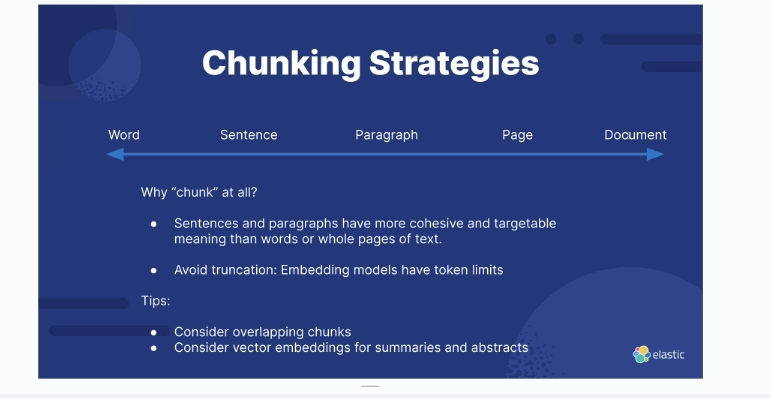 Chunking Strategies
Word Sentence Paragraph Page Document
Why “chunk” at all?
● Sentences and paragraphs have more cohesive and targetable
meaning than words or whole pages of text.
● Avoid truncation: Embedding models have token limits
Tips:
● Consider overlapping chunks
● Consider vector embeddings for summaries and abstracts
elastic